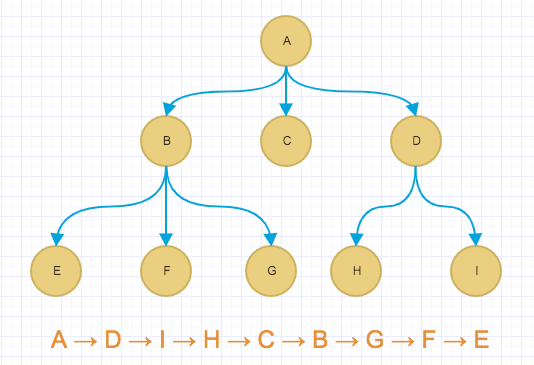 A
B C D
E F G H I
A → D → I → H → C → B → G → F → E